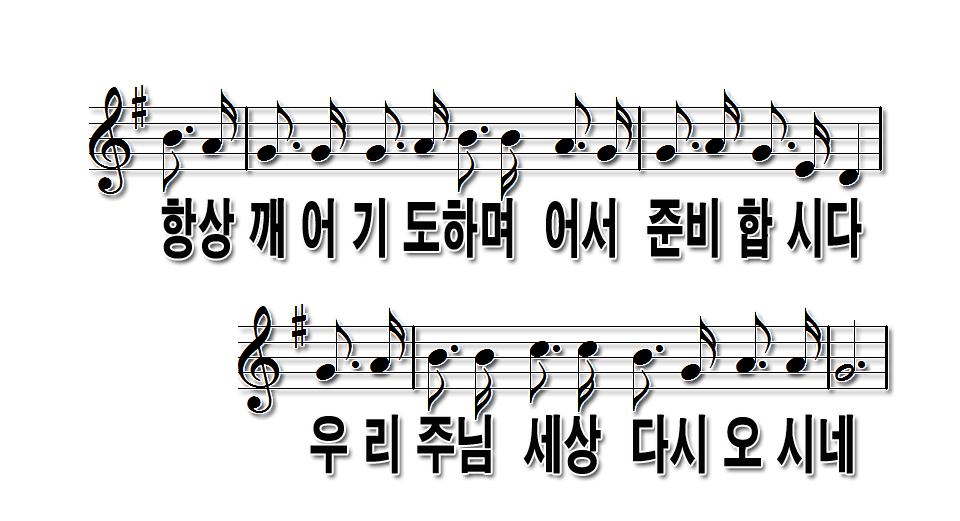 항상 깨 어 기 도하며 어서 준비 합 시다
우 리 주님 세상 다시 오 시네